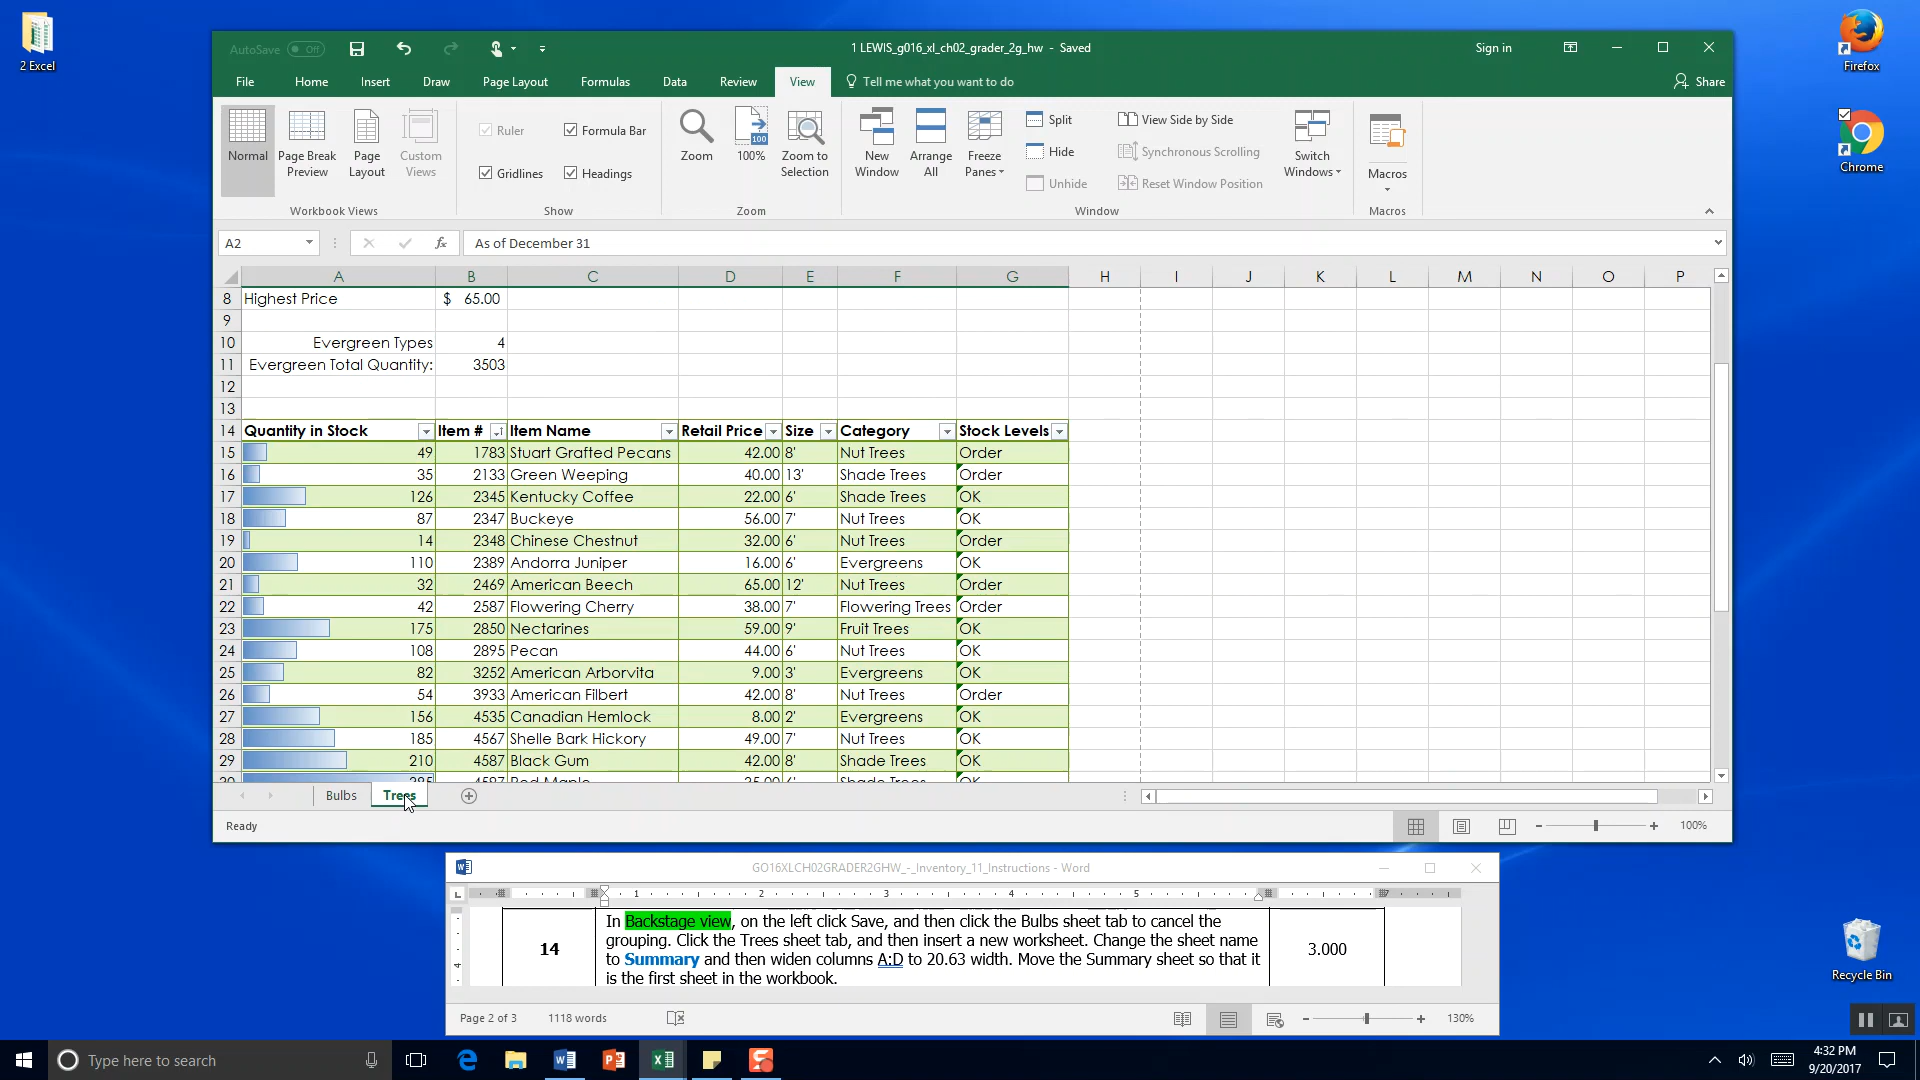 2 Excel
AutoSave Off
1 LEWIS_g016_xl_ch02_grader_2g_hw - Saved
Sign in
File Home Insert Draw Page Layout Formulas Data Review View Tell me what you want to do Share
Normal
Page Break Preview
Page Layout
Custom Views
Workbook Views
Ruler
Formula Bar
Gridlines
Headings
Show
Zoom
100
100%
Zoom to Selection
Zoom
New Window
Arrange All
Freeze Panes
Split
Hide
Unhide
View Side by Side
Synchronous Scrolling
Reset Window Position
Switch Windows
Window
Macros
Macros
A2 fx As of December 31
A B C D E F G H I J K L M N O P
8 Highest Price $ 65.00
9
10 Evergreen Types 4
11 Evergreen Total Quantity: 3503
12
13
14 Quantity in Stock Item # Item Name Retail Price Size Category Stock Levels
15 49 1783 Stuart Grafted Pecans 42.00 8' Nut Trees Order
16 35 2133 Green Weeping 40.00 13' Shade Trees Order
17 126 2345 Kentucky Coffee 22.00 6' Shade Trees OK
18 87 2347 Buckeye 56.00 7' Nut Trees OK
19 14 2348 Chinese Chestnut 32.00 6' Nut Trees Order
20 110 2389 Andorra Juniper 16.00 6' Evergreens OK
21 32 2469 American Beech 65.00 12' Nut Trees Order
22 42 2587 Flowering Cherry 38.00 7' Flowering Trees Order
23 175 2850 Nectarines 59.00 9' Fruit Trees OK
24 108 2895 Pecan 44.00 6' Nut Trees OK
25 82 3252 American Arborvita 9.00 3' Evergreens OK
26 54 3933 American Filbert 42.00 8' Nut Trees Order
27 156 4535 Canadian Hemlock 8.00 2' Evergreens OK
28 185 4567 Shelle Bark Hickory 49.00 7' Nut Trees OK
29 210 4587 Black Gum 42.00 8' Shade Trees OK
Bulbs Trees
Ready
100%
GO16XLCH02GRADER2GHW_-_Inventory_11_Instructions - Word
1 2 3 4 5 7
4
14
In Backstage view, on the left click Save, and then click the Bulbs sheet tab to cancel the
grouping. Click the Trees sheet tab, and then insert a new worksheet. Change the sheet name
to Summary and then widen columns A:D to 20.63 width. Move the Summary sheet so that it
is the first sheet in the workbook.
3.000
Page 2 of 3 1118 words
130%
Firefox
Chrome
Recycle Bin
Type here to search
4:32 PM
9/20/2017